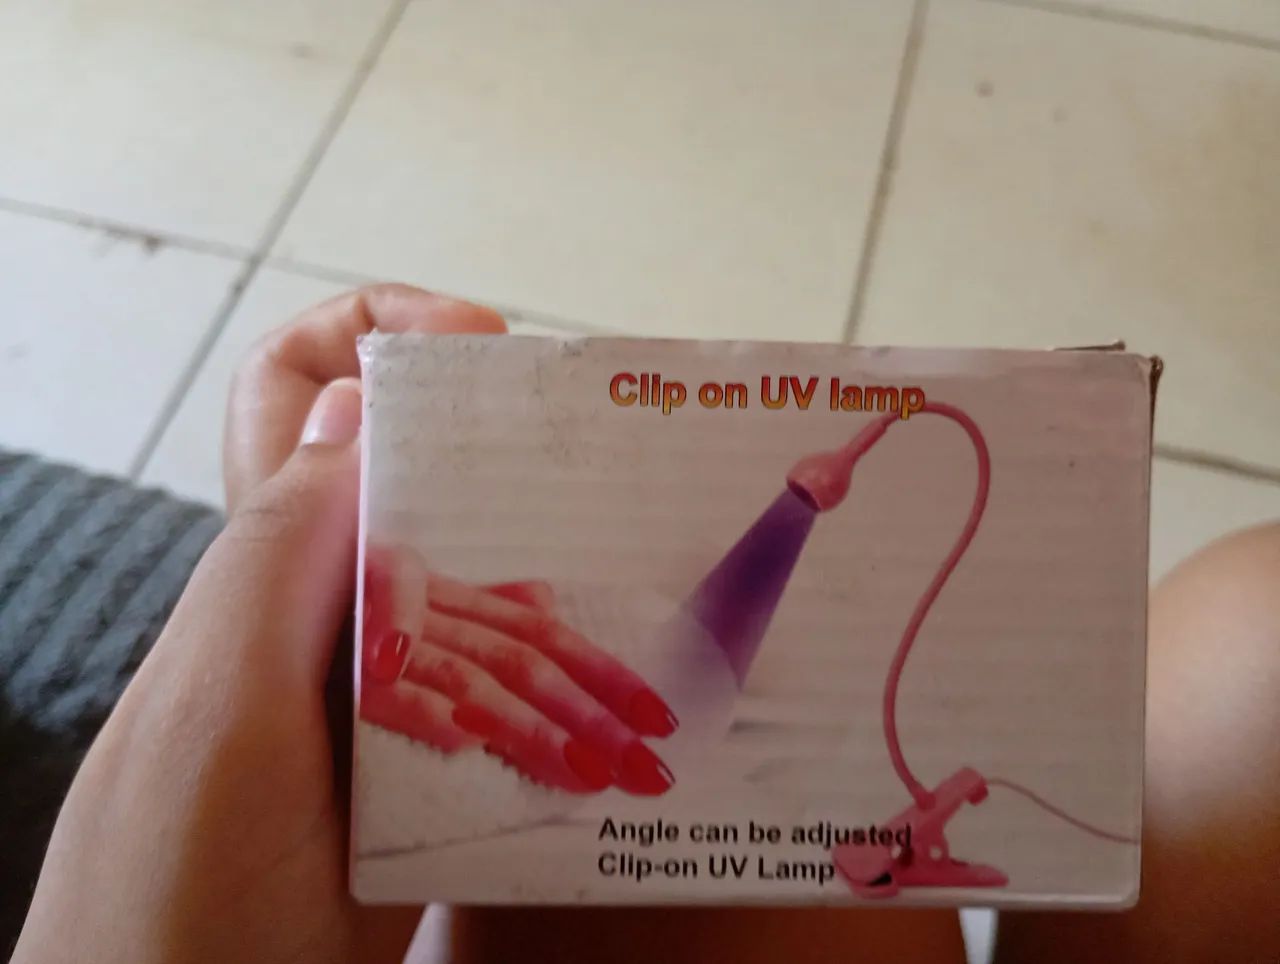 Clip on UV lamp
Angle can be adjusted
Clip-on UV Lamp